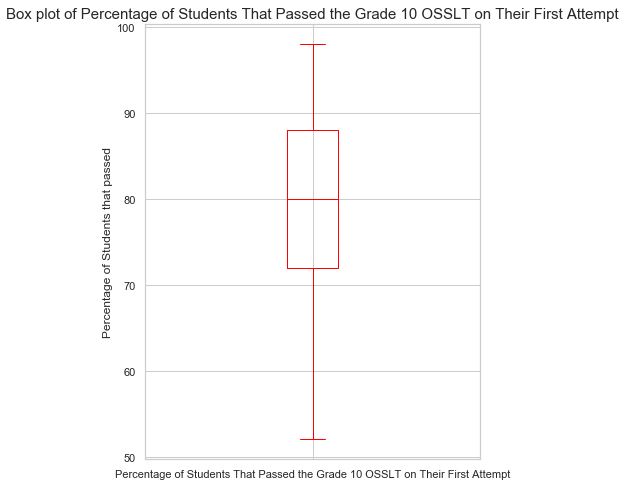 Box plot of Percentage of Students That Passed the Grade 10 OSSLT on Their First Attempt
100
90
80
70
60
50
Percentage of Students that passed
Percentage of Students That Passed the Grade 10 OSSLT on Their First Attempt